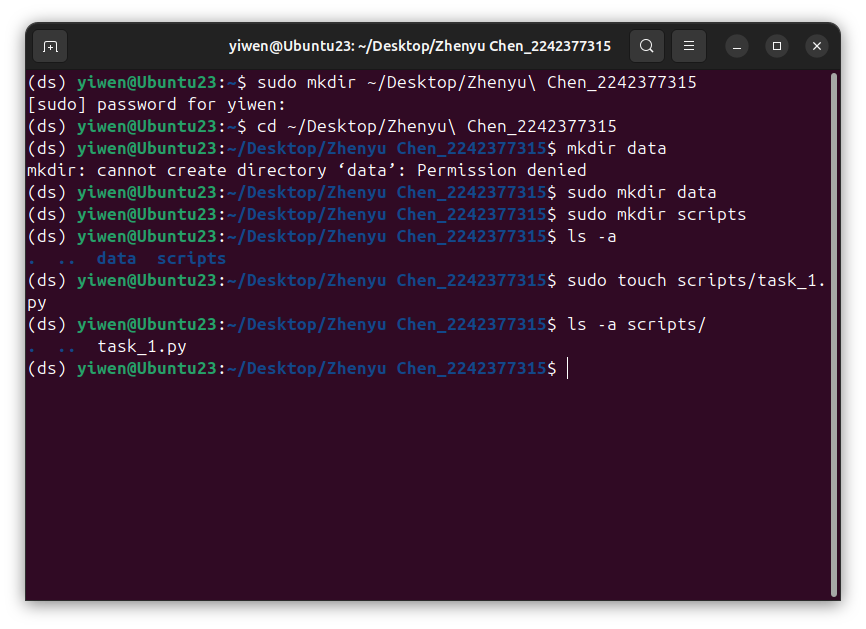 yiwen@Ubuntu23: ~/Desktop/Zhenyu Chen_2242377315
(ds) yiwen@Ubuntu23:~$ sudo mkdir ~/Desktop/Zhenyu\ Chen_2242377315
[sudo] password for yiwen:
(ds) yiwen@Ubuntu23:~$ cd ~/Desktop/Zhenyu\ Chen_2242377315
(ds) yiwen@Ubuntu23:~/Desktop/Zhenyu Chen_2242377315$ mkdir data
mkdir: cannot create directory ‘data’: Permission denied
(ds) yiwen@Ubuntu23:~/Desktop/Zhenyu Chen_2242377315$ sudo mkdir data
(ds) yiwen@Ubuntu23:~/Desktop/Zhenyu Chen_2242377315$ sudo mkdir scripts
(ds) yiwen@Ubuntu23:~/Desktop/Zhenyu Chen_2242377315$ ls -a
.  ..  data  scripts
(ds) yiwen@Ubuntu23:~/Desktop/Zhenyu Chen_2242377315$ sudo touch scripts/task_1.
py
(ds) yiwen@Ubuntu23:~/Desktop/Zhenyu Chen_2242377315$ ls -a scripts/
.  ..  task_1.py
(ds) yiwen@Ubuntu23:~/Desktop/Zhenyu Chen_2242377315$